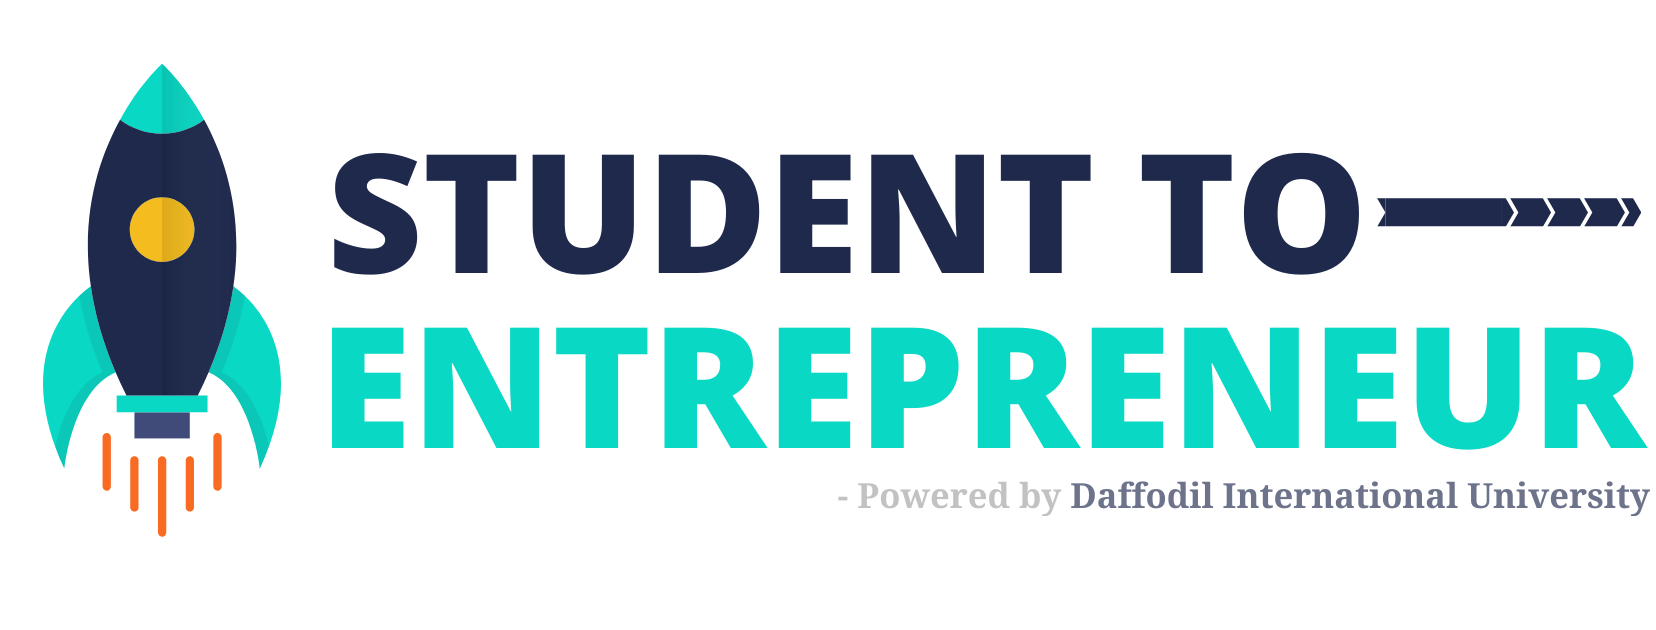 STUDENT TO
ENTREPRENEUR
- Powered by Daffodil International University